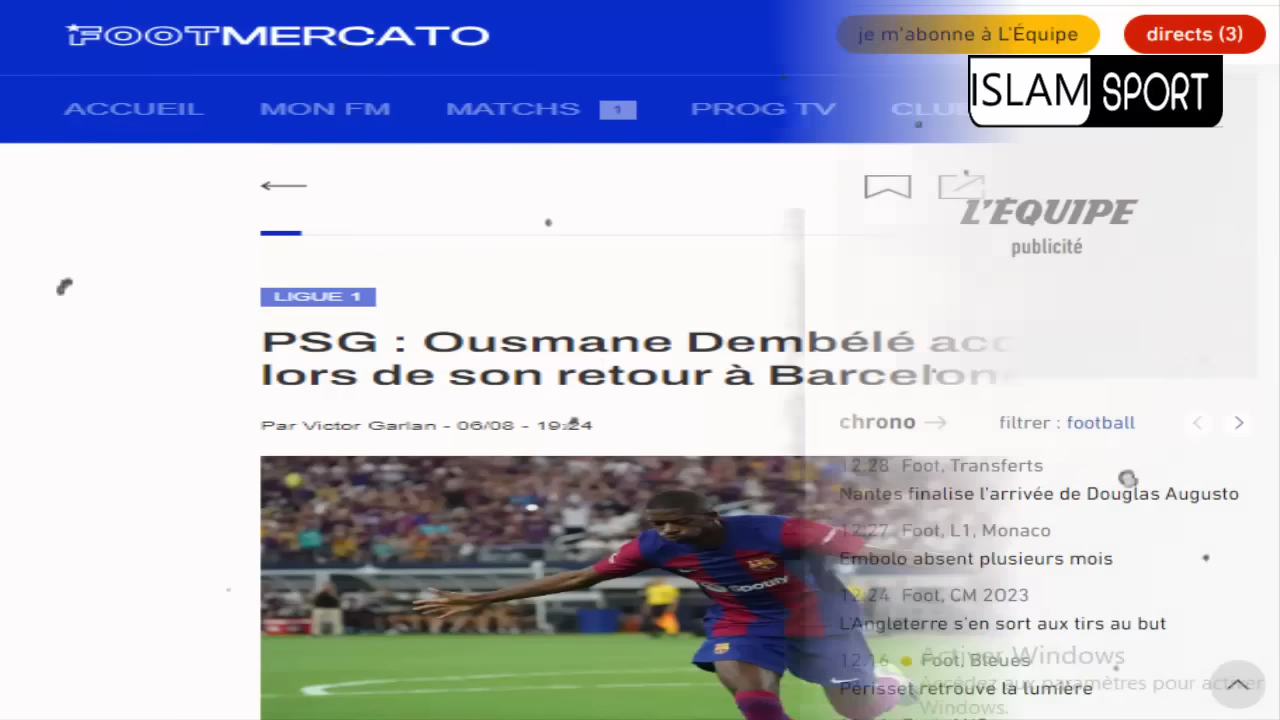 FOOTMERCATO
je m'abonne à L'Équipe
directs (3)
ISLAM SPORT
ACCUEIL MON FM MATCHS 1 PROG TV
L'ÉQUIPE
publicité
LIGUE 1
PSG : Ousmane Dembélé
lors de son retour à Barcelone
Par Victor Garlan - 06/08 - 19:24
chrono → filtrer : football
12.28 Foot, Transferts
Nantes finalise l'arrivée de Douglas Augusto
12.27 Foot, L1, Monaco
Embolo absent plusieurs mois
12.24 Foot, CM 2023
L'Angleterre s'en sort aux tirs au but
12.16 Foot, Bleues
Périsset retrouve la lumière
Activer Windows
Accédez aux paramètres pour activer
Windows.
Spotify